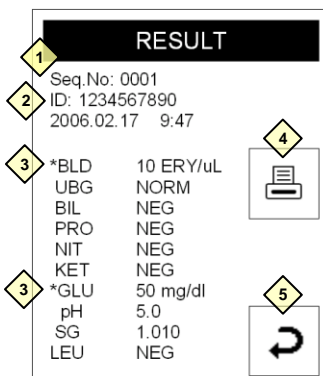 RESULT
1
Seq.No: 0001
2
ID: 1234567890
2006.02.17 9:47
4
3
*BLD 10 ERY/uL
UBG NORM
BIL NEG
PRO NEG
NIT NEG
KET NEG
3
*GLU 50 mg/dl
5
pH 5.0
SG 1.010
LEU NEG